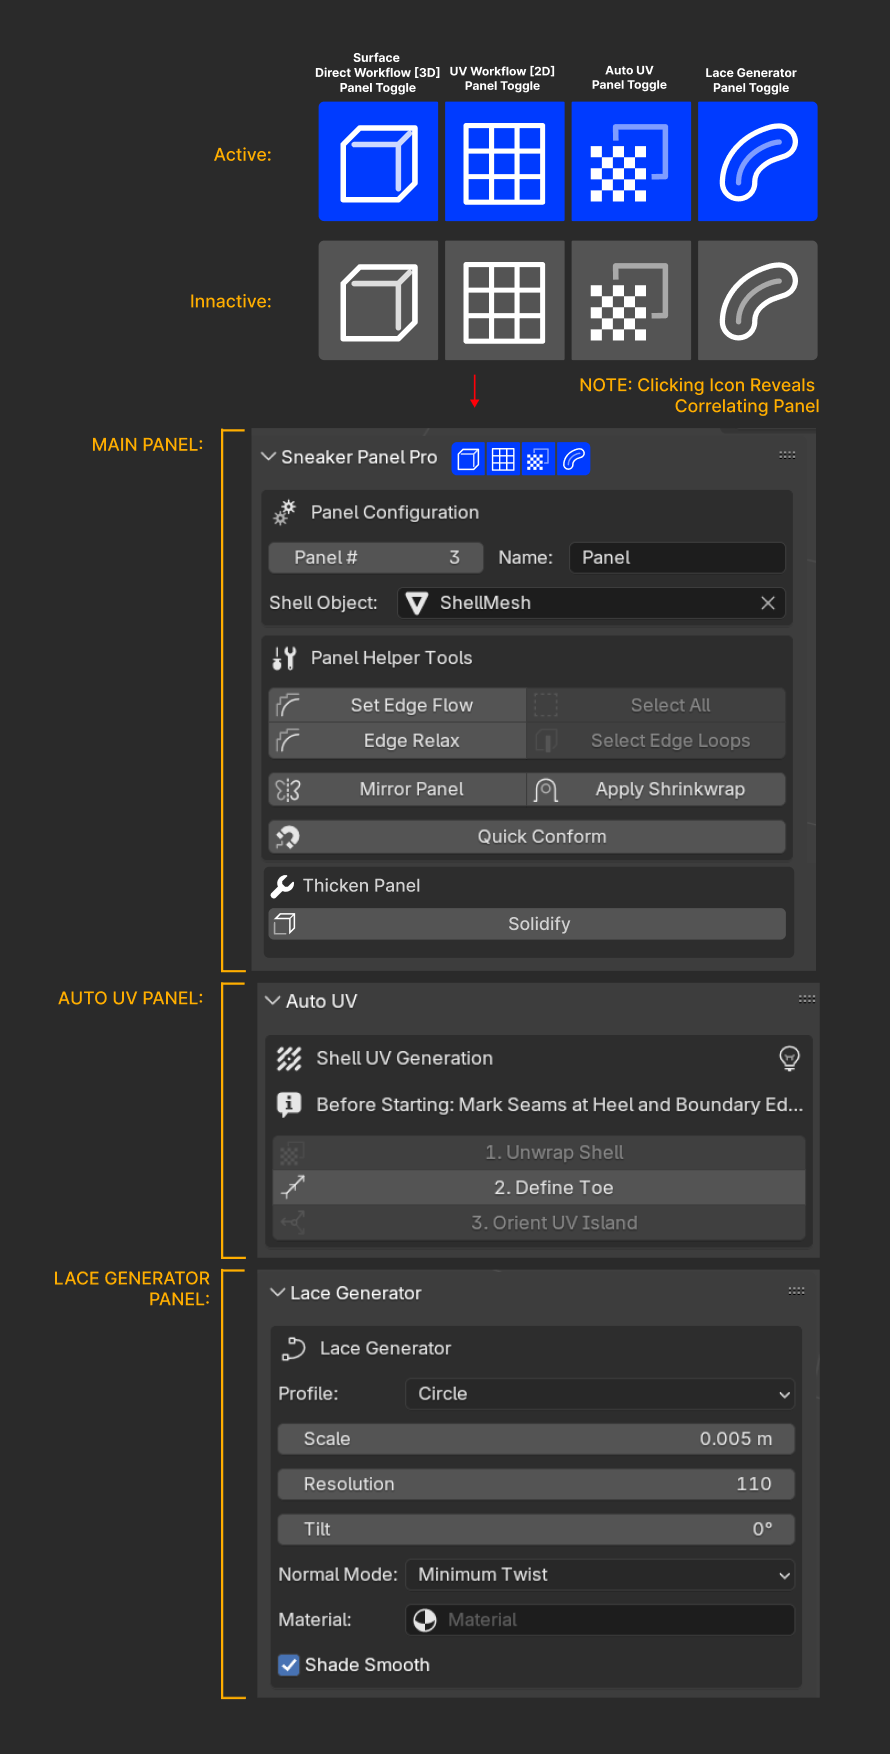 Surface
Direct Workflow [3D]
Panel Toggle
UV Workflow [2D]
Panel Toggle
Auto UV
Panel Toggle
Lace Generator
Panel Toggle
Active:
Innactive:
NOTE: Clicking Icon Reveals
Correlating Panel
MAIN PANEL:
Sneaker Panel Pro
Panel Configuration
Panel # 3
Name: Panel
Shell Object: ShellMesh
Panel Helper Tools
Set Edge Flow
Select All
Edge Relax
Select Edge Loops
Mirror Panel
Apply Shrinkwrap
Quick Conform
Thicken Panel
Solidify
AUTO UV PANEL:
Auto UV
Shell UV Generation
Before Starting: Mark Seams at Heel and Boundary Ed...
1. Unwrap Shell
2. Define Toe
3. Orient UV Island
LACE GENERATOR
PANEL:
Lace Generator
Lace Generator
Profile: Circle
Scale 0.005 m
Resolution 110
Tilt 0°
Normal Mode: Minimum Twist
Material: Material
Shade Smooth